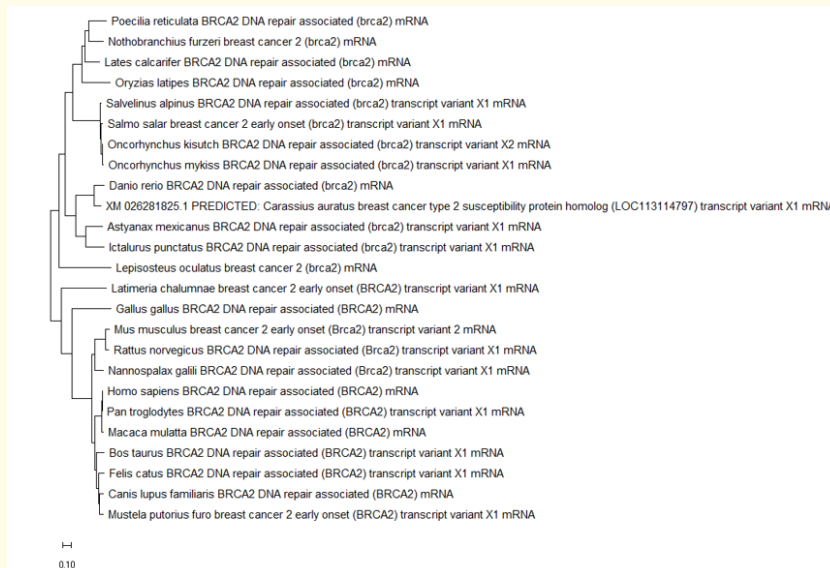 Poecilia reticulata BRCA2 DNA repair associated (brca2) mRNA
Nothobranchius furzeri breast cancer 2 (brca2) mRNA
Lates calcarifer BRCA2 DNA repair associated (brca2) mRNA
Oryzias latipes BRCA2 DNA repair associated (brca2) mRNA
Salvelinus alpinus BRCA2 DNA repair associated (brca2) transcript variant X1 mRNA
Salmo salar breast cancer 2 early onset (brca2) transcript variant X1 mRNA
Oncorhynchus kisutch BRCA2 DNA repair associated (brca2) transcript variant X2 mRNA
Oncorhynchus mykiss BRCA2 DNA repair associated (brca2) transcript variant X1 mRNA
Danio rerio BRCA2 DNA repair associated (brca2) mRNA
XM 026281825.1 PREDICTED: Carassius auratus breast cancer type 2 susceptibility protein homolog (LOC113114797) transcript variant X1 mRNA
Astyanax mexicanus BRCA2 DNA repair associated (brca2) transcript variant X1 mRNA
Ictalurus punctatus BRCA2 DNA repair associated (brca2) transcript variant X1 mRNA
Lepisosteus oculatus breast cancer 2 (brca2) mRNA
Latimeria chalumnae breast cancer 2 early onset (BRCA2) transcript variant X1 mRNA
Gallus gallus BRCA2 DNA repair associated (BRCA2) mRNA
Mus musculus breast cancer 2 early onset (Brca2) transcript variant 2 mRNA
Rattus norvegicus BRCA2 DNA repair associated (Brca2) transcript variant X1 mRNA
Nannospalax galili BRCA2 DNA repair associated (Brca2) transcript variant X1 mRNA
Homo sapiens BRCA2 DNA repair associated (BRCA2) mRNA
Pan troglodytes BRCA2 DNA repair associated (BRCA2) transcript variant X1 mRNA
Macaca mulatta BRCA2 DNA repair associated (BRCA2) mRNA
Bos taurus BRCA2 DNA repair associated (BRCA2) transcript variant X1 mRNA
Felis catus BRCA2 DNA repair associated (BRCA2) transcript variant X1 mRNA
Canis lupus familiaris BRCA2 DNA repair associated (BRCA2) mRNA
Mustela putorius furo breast cancer 2 early onset (BRCA2) transcript variant X1 mRNA
0.10